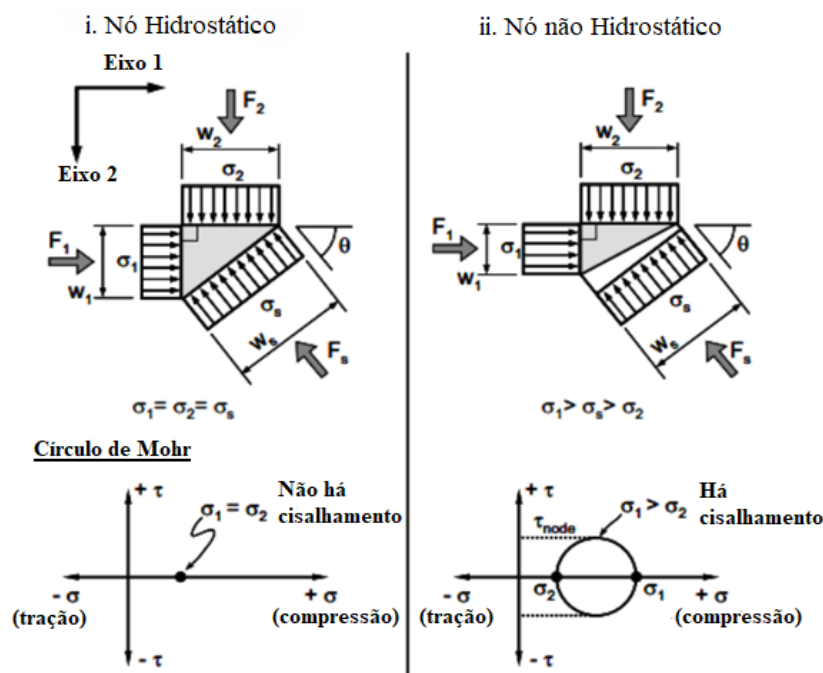 i. Nó Hidrostático
Eixo 1
Eixo 2
F₂
w₂
σ₂
F₁
σ₁
w₁
θ
σₛ
wₛ
Fₛ
σ₁= σ₂= σₛ
Círculo de Mohr
+ τ
σ₁ = σ₂
Não há
cisalhamento
- σ
(tração)
+ σ
(compressão)
- τ
ii. Nó não Hidrostático
F₂
w₂
σ₂
F₁
σ₁
w₁
θ
σₛ
wₛ
Fₛ
σ₁> σₛ> σ₂
+ τ
τnode
σ₁ > σ₂
Há
cisalhamento
σ₂
σ₁
- σ
(tração)
+ σ
(compressão)
- τ